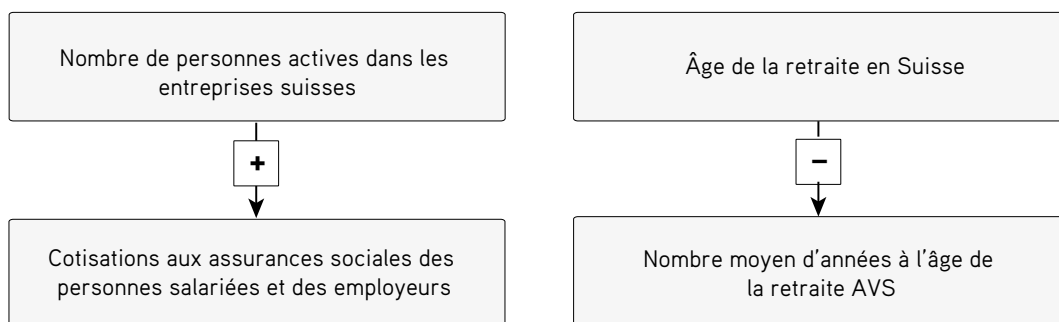 Nombre de personnes actives dans les
entreprises suisses
+
Cotisations aux assurances sociales des
personnes salariées et des employeurs
Âge de la retraite en Suisse
−
Nombre moyen d’années à l’âge de
la retraite AVS